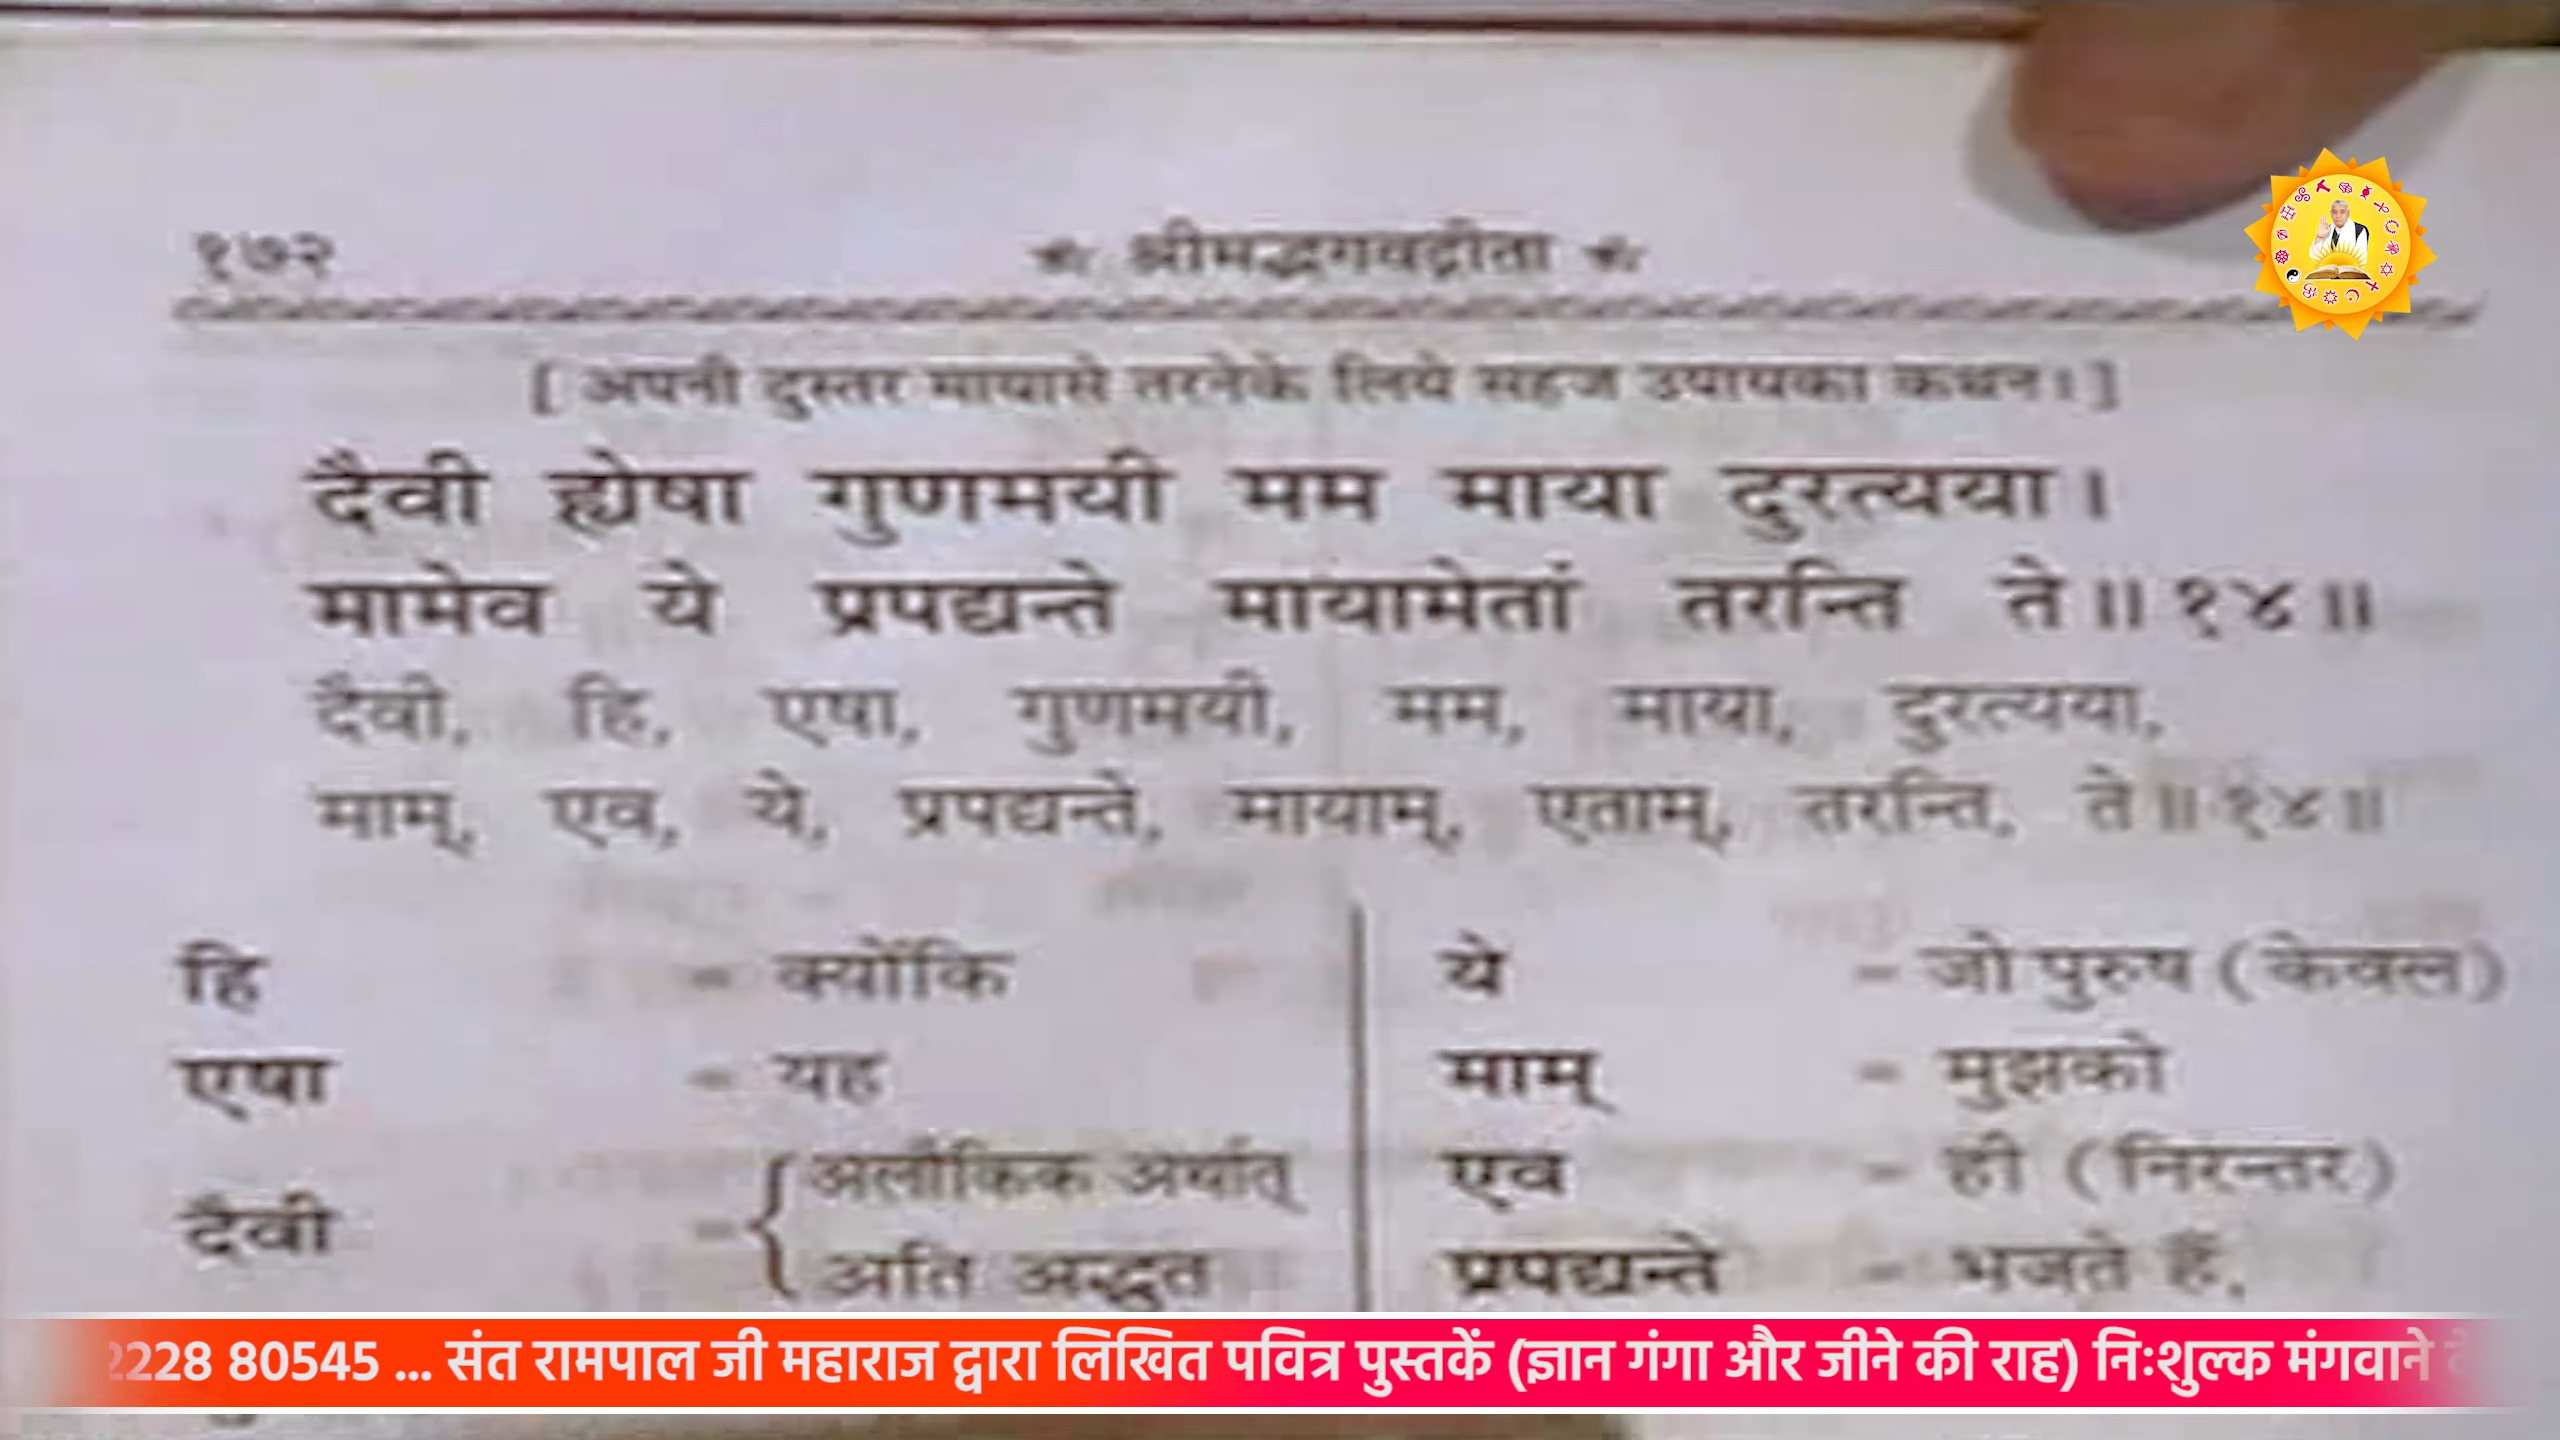 १७२ * श्रीमद्भगवद्गीता *
[ अपनी दुस्तर मायासे तरनेके लिये सहज उपायका कथन। ]
दैवी ह्येषा गुणमयी मम माया दुरत्यया।
मामेव ये प्रपद्यन्ते मायामेतां तरन्ति ते॥ १४॥
दैवी, हि, एषा, गुणमयी, मम, माया, दुरत्यया,
माम्, एव, ये, प्रपद्यन्ते, मायाम्, एताम्, तरन्ति, ते॥ १४॥
हि = क्योंकि
एषा = यह
दैवी = { अलौकिक अर्थात्
अति अद्भुत
ये = जो पुरुष ( केवल )
माम् = मुझको
एव = ही ( निरन्तर )
प्रपद्यन्ते = भजते हैं,
2228 80545 ... संत रामपाल जी महाराज द्वारा लिखित पवित्र पुस्तकें (ज्ञान गंगा और जीने की राह) निःशुल्क मंगवाने